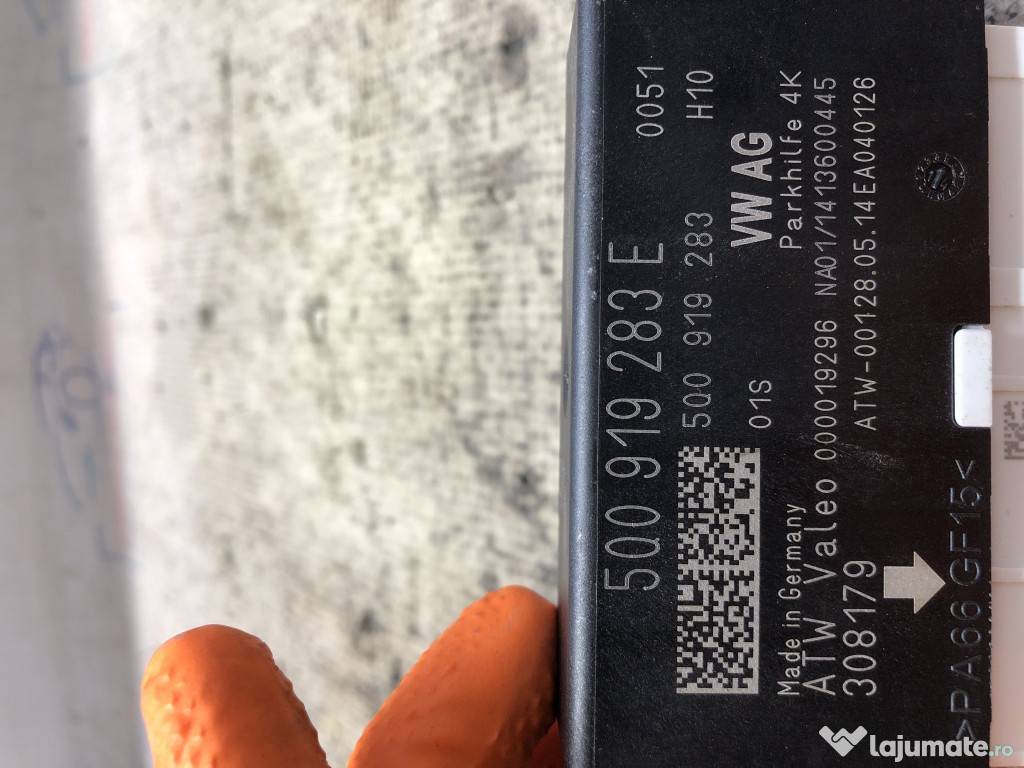 5Q0 919 283 E
5Q0 919 283 0051
01S H10
VW AG
Made in Germany Parkhilfe 4K
ATW Valeo 000019296 NA01/1413600445
308179 ATW-00128.05.14EA040126
>PA66 GF15<
lajumate.ro